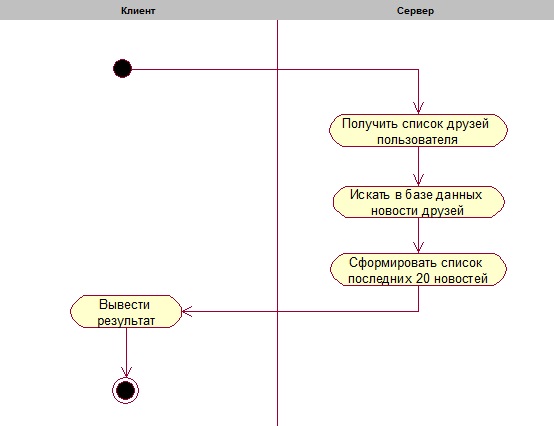 Клиент
Сервер
Получить список друзей
пользователя
Искать в базе данных
новости друзей
Сформировать список
последних 20 новостей
Вывести
результат